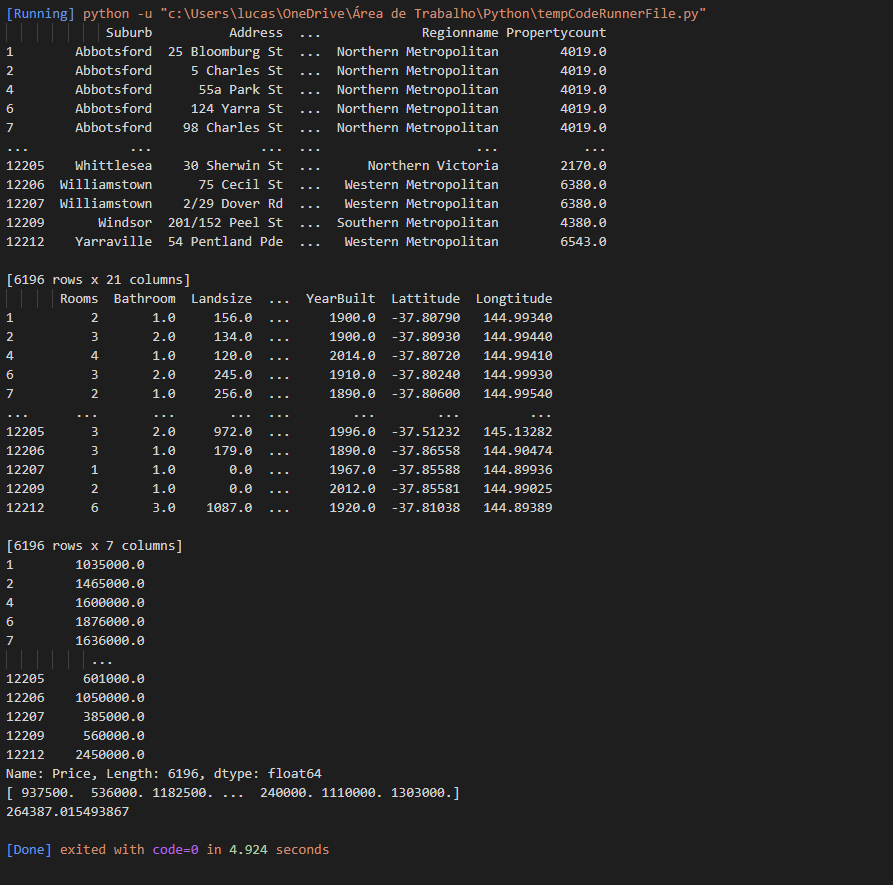 [Running] python -u "c:\Users\lucas\OneDrive\Área de Trabalho\Python\tempCodeRunnerFile.py"
             Suburb          Address  ...             Regionname Propertycount
1        Abbotsford  25 Bloomburg St  ...  Northern Metropolitan        4019.0
2        Abbotsford     5 Charles St  ...  Northern Metropolitan        4019.0
4        Abbotsford      55a Park St  ...  Northern Metropolitan        4019.0
6        Abbotsford     124 Yarra St  ...  Northern Metropolitan        4019.0
7        Abbotsford    98 Charles St  ...  Northern Metropolitan        4019.0
...             ...              ...  ...                    ...           ...
12205    Whittlesea    30 Sherwin St  ...      Northern Victoria        2170.0
12206  Williamstown       75 Cecil St  ...   Western Metropolitan        6380.0
12207  Williamstown     2/29 Dover Rd  ...   Western Metropolitan        6380.0
12209       Windsor  201/152 Peel St  ...  Southern Metropolitan        4380.0
12212    Yarraville  54 Pentland Pde  ...   Western Metropolitan        6543.0

[6196 rows x 21 columns]
       Rooms  Bathroom  Landsize  ...  YearBuilt  Lattitude  Longtitude
1          2       1.0     156.0  ...     1900.0  -37.80790   144.99340
2          3       2.0     134.0  ...     1900.0  -37.80930   144.99440
4          4       1.0     120.0  ...     2014.0  -37.80720   144.99410
6          3       2.0     245.0  ...     1910.0  -37.80240   144.99930
7          2       1.0     256.0  ...     1890.0  -37.80600   144.99540
...      ...       ...       ...  ...        ...        ...         ...
12205      3       2.0     972.0  ...     1996.0  -37.51232   145.13282
12206      3       1.0     179.0  ...     1890.0  -37.86558   144.90474
12207      1       1.0       0.0  ...     1967.0  -37.85588   144.89936
12209      2       1.0       0.0  ...     2012.0  -37.85581   144.99025
12212      6       3.0    1087.0  ...     1920.0  -37.81038   144.89389

[6196 rows x 7 columns]
1        1035000.0
2        1465000.0
4        1600000.0
6        1876000.0
7        1636000.0
           ...
12205     601000.0
12206    1050000.0
12207     385000.0
12209     560000.0
12212    2450000.0
Name: Price, Length: 6196, dtype: float64
[ 937500.  536000. 1182500. ...  240000. 1110000. 1303000.]
264387.015493867

[Done] exited with code=0 in 4.924 seconds